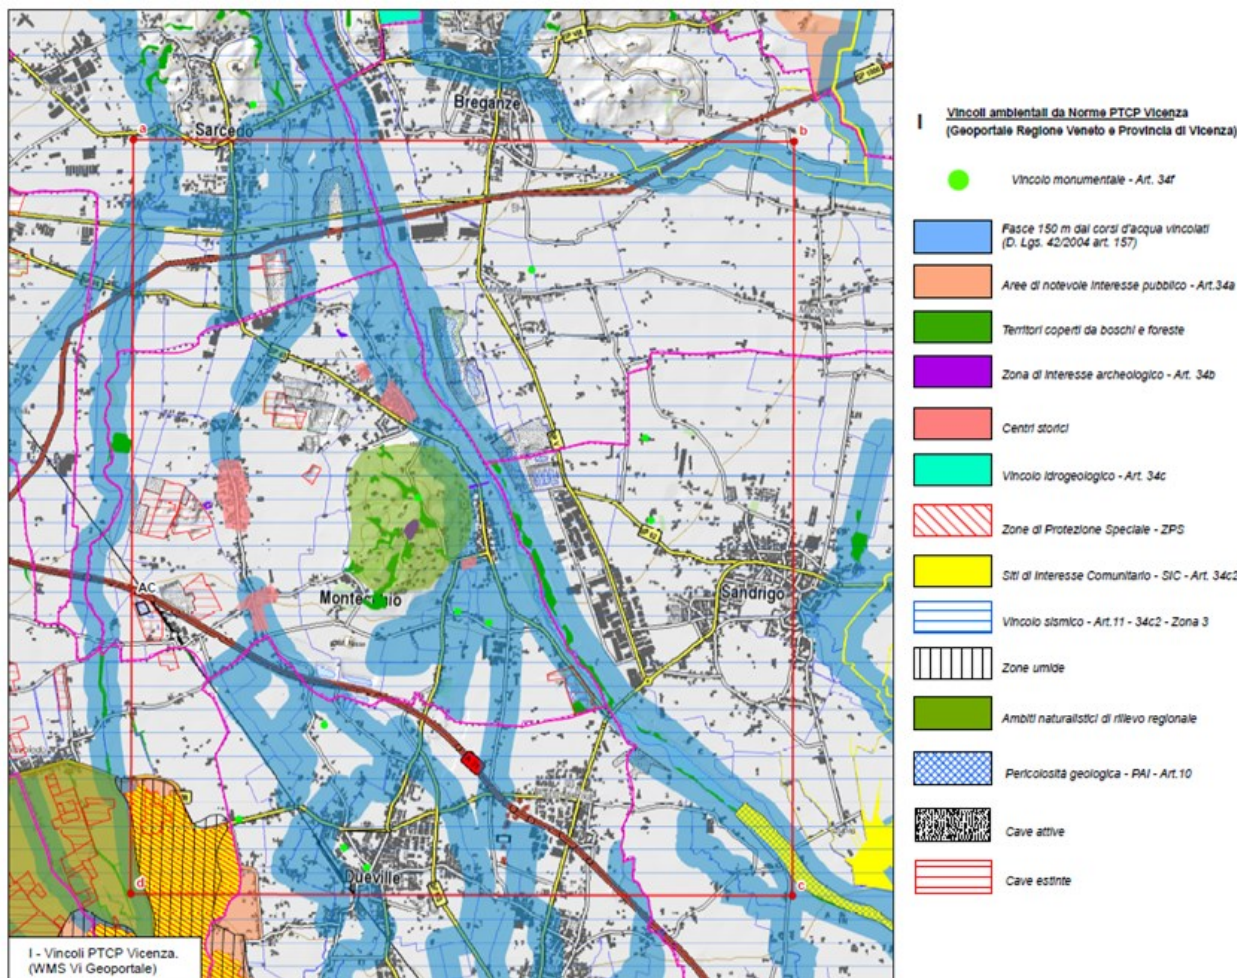 SP 1086
Breganze
a
Sarcedo
b
SP 62
AC
Sandrigo
Dueville
d
c
I - Vincoli PTCP Vicenza.
(WMS Vi Geoportale)
I
Vincoli ambientali da Norme PTCP Vicenza
(Geoportale Regione Veneto e Provincia di Vicenza)
Vincolo monumentale - Art. 34f
Fasce 150 m dai corsi d'acqua vincolati
(D. Lgs. 42/2004 art. 157)
Aree di notevole interesse pubblico - Art.34a
Territori coperti da boschi e foreste
Zona di interesse archeologico - Art. 34b
Centri storici
Vincolo idrogeologico - Art. 34c
Zone di Protezione Speciale - ZPS
Siti di Interesse Comunitario - SIC - Art. 34c2
Vincolo sismico - Art.11 - 34c2 - Zona 3
Zone umide
Ambiti naturalistici di rilievo regionale
Pericolosità geologica - PAI - Art.10
Cave attive
Cave estinte